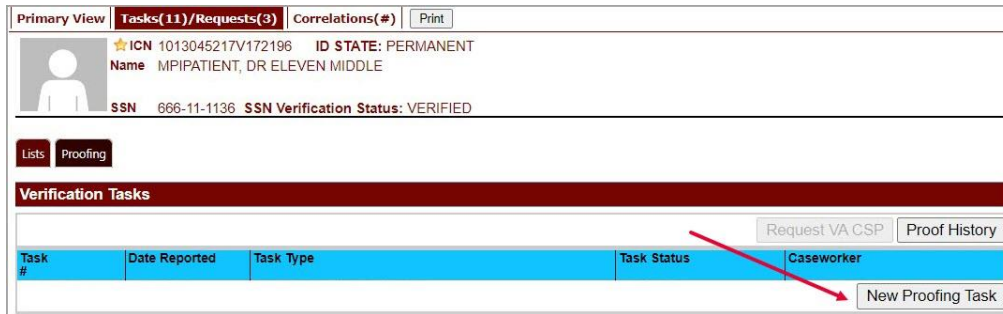 Primary View Tasks(11)/Requests(3) Correlations(#) Print
ICN 1013045217V172196 ID STATE: PERMANENT
Name MPIPATIENT, DR ELEVEN MIDDLE
SSN 666-11-1136 SSN Verification Status: VERIFIED
Lists Proofing
Verification Tasks
Request VA CSP Proof History
Task # Date Reported Task Type Task Status Caseworker
New Proofing Task